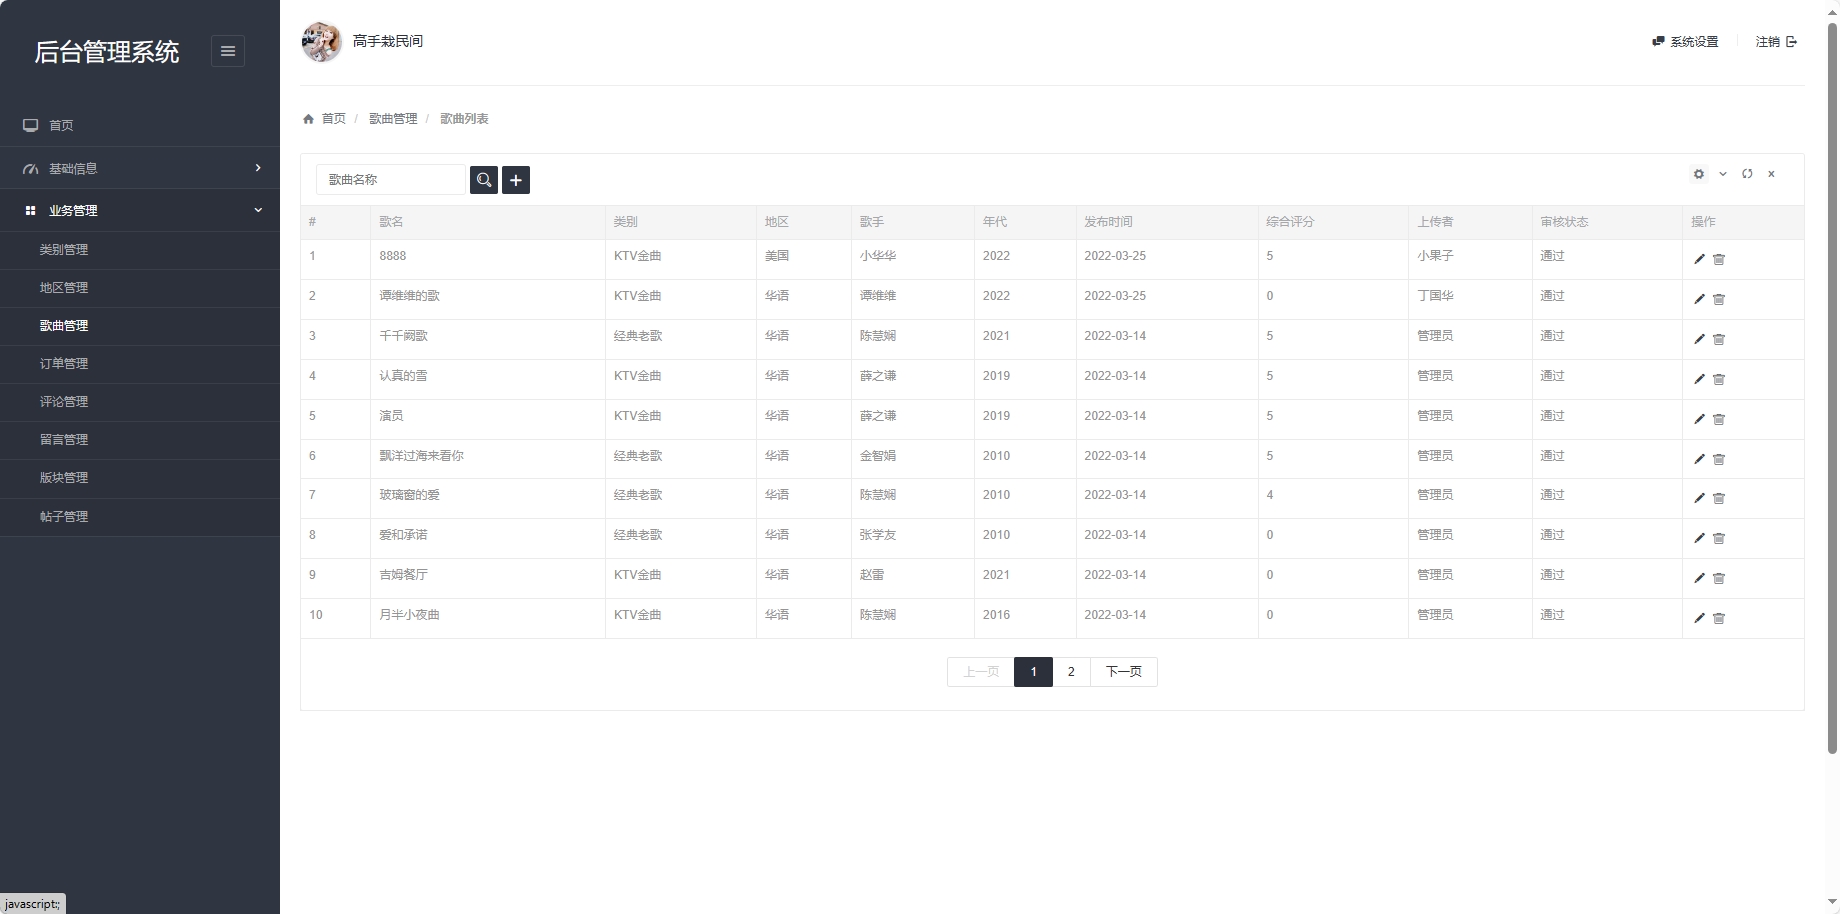 后台管理系统
高手栽民间
系统设置 注销
首页
基础信息
业务管理
类别管理
地区管理
歌曲管理
订单管理
评论管理
留言管理
版块管理
帖子管理
首页 / 歌曲管理 / 歌曲列表
歌曲名称
# 歌名 类别 地区 歌手 年代 发布时间 综合评分 上传者 审核状态 操作
1 8888 KTV金曲 美国 小华华 2022 2022-03-25 5 小果子 通过
2 谭维维的歌 KTV金曲 华语 谭维维 2022 2022-03-25 0 丁国华 通过
3 千千阙歌 经典老歌 华语 陈慧娴 2021 2022-03-14 5 管理员 通过
4 认真的雪 KTV金曲 华语 薛之谦 2019 2022-03-14 5 管理员 通过
5 演员 KTV金曲 华语 薛之谦 2019 2022-03-14 5 管理员 通过
6 飘洋过海来看你 经典老歌 华语 金智娟 2010 2022-03-14 5 管理员 通过
7 玻璃窗的爱 经典老歌 华语 陈慧娴 2010 2022-03-14 4 管理员 通过
8 爱和承诺 经典老歌 华语 张学友 2010 2022-03-14 0 管理员 通过
9 吉姆餐厅 KTV金曲 华语 赵雷 2021 2022-03-14 0 管理员 通过
10 月半小夜曲 KTV金曲 华语 陈慧娴 2016 2022-03-14 0 管理员 通过
上一页 1 2 下一页
javascript:;